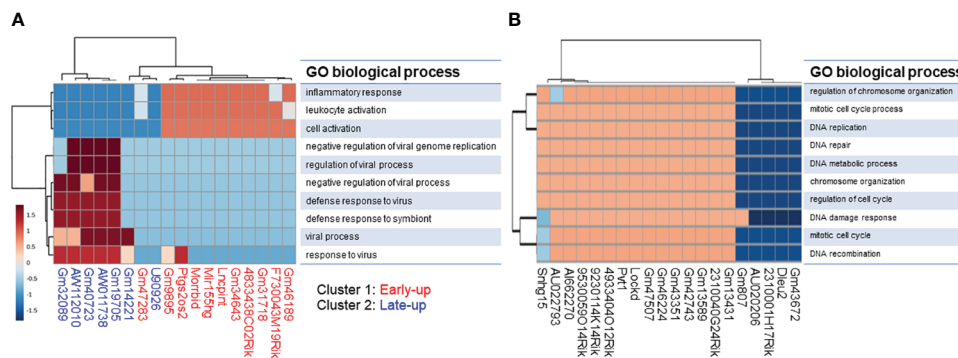 A
GO biological process
inflammatory response
leukocyte activation
cell activation
negative regulation of viral genome replication
regulation of viral process
negative regulation of viral process
defense response to virus
defense response to symbiont
viral process
response to virus
1.5
1
0.5
0
-0.5
-1
-1.5
Gm32089
AW112010
Gm40723
AW011738
Gm19705
Gm14221
Gm47283
U90926
Gm9895
Ptgs2os2
Morrbid
Mir155hg
Lncpint
Gm34643
4833438C02Rik
Gm31718
F730043M19Rik
Gm46189
Cluster 1: Early-up
Cluster 2: Late-up
B
GO biological process
regulation of chromosome organization
mitotic cell cycle process
DNA replication
DNA repair
DNA metabolic process
chromosome organization
regulation of cell cycle
DNA damage response
mitotic cell cycle
DNA recombination
Snhg15
AU022793
AI662270
9530059O14Rik
9230114K14Rik
4933404O12Rik
Pvt1
Lockd
Gm47507
Gm46224
Gm43351
Gm42743
Gm13589
2310040G24Rik
Gm13431
Gm807
AU020206
2310001H17Rik
Dleu2
Gm43672